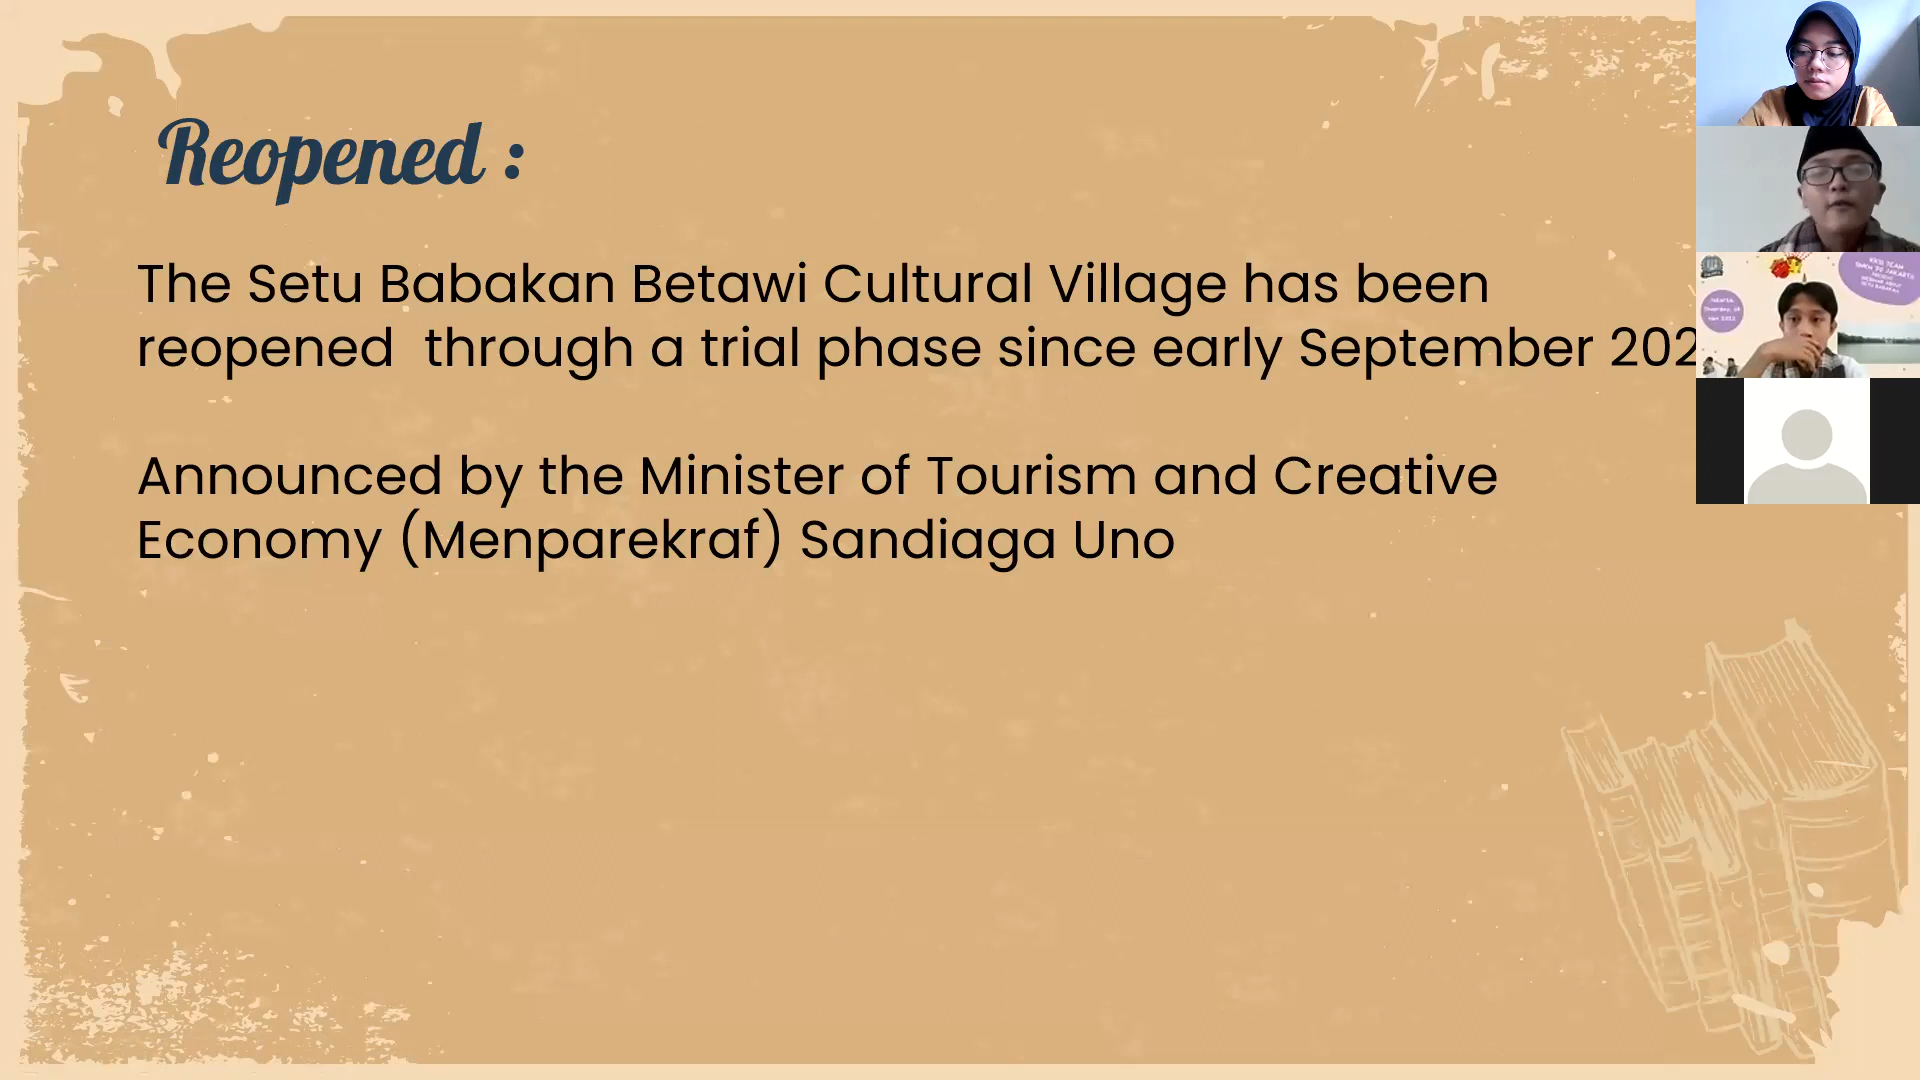 Reopened :
The Setu Babakan Betawi Cultural Village has been
reopened through a trial phase since early September 202
Announced by the Minister of Tourism and Creative
Economy (Menparekraf) Sandiaga Uno